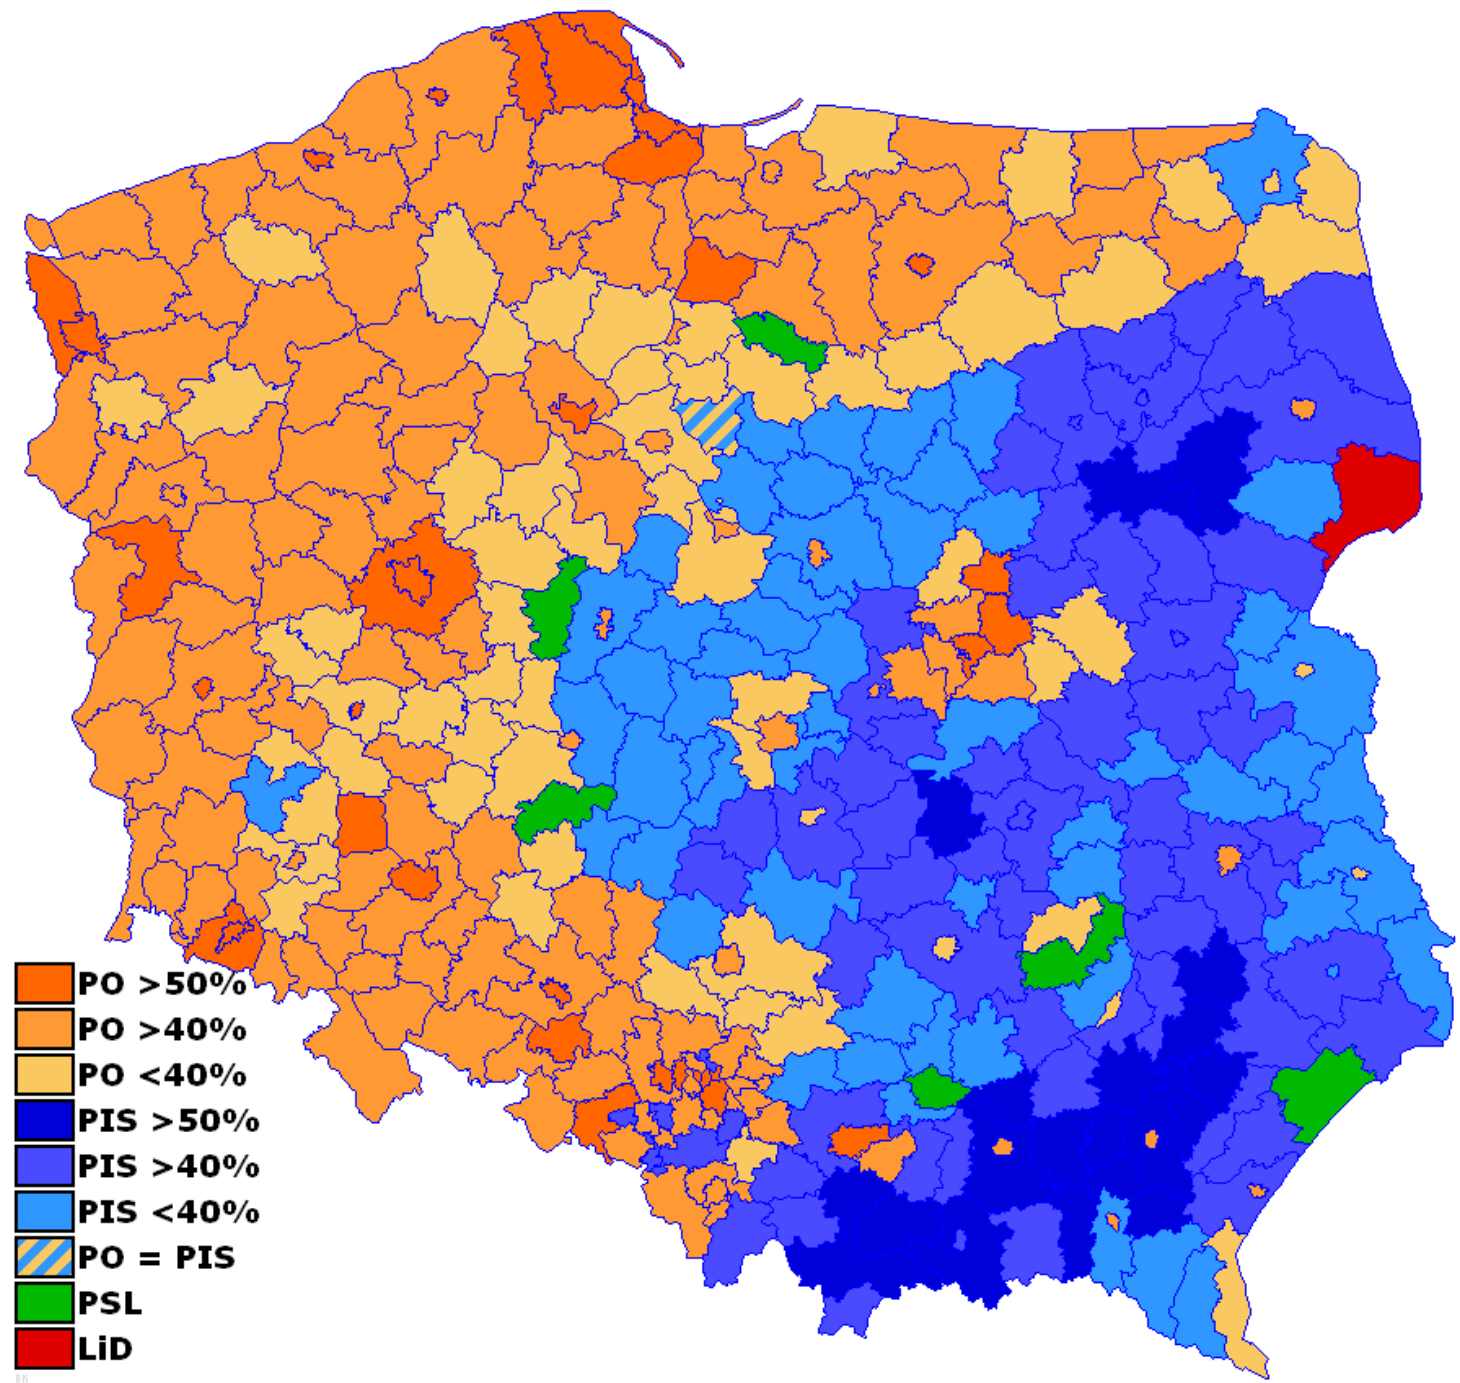 PO >50%
PO >40%
PO <40%
PIS >50%
PIS >40%
PIS <40%
PO = PIS
PSL
LiD